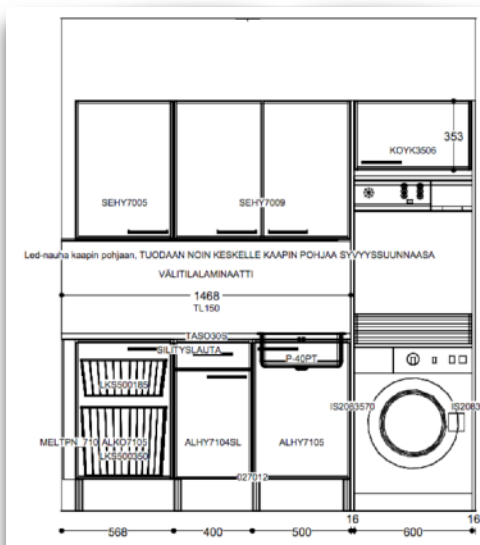 353
KOYK3506
SEHY7005
SEHY7009
Led-nauha kaapin pohjaan, TUODAAN NOIN KESKELLE KAAPIN POHJAA SYVYYSSUUNNAASA
VÄLITILALAMINAATTI
1468
TL150
TASO30S
SILITYSLAUTA
P-40PT
LKS500185
IS2083570
IS2083
MELTPN_710
ALKO7105
ALHY7104SL
ALHY7105
LKS500350
027012
16
16
568
400
500
600